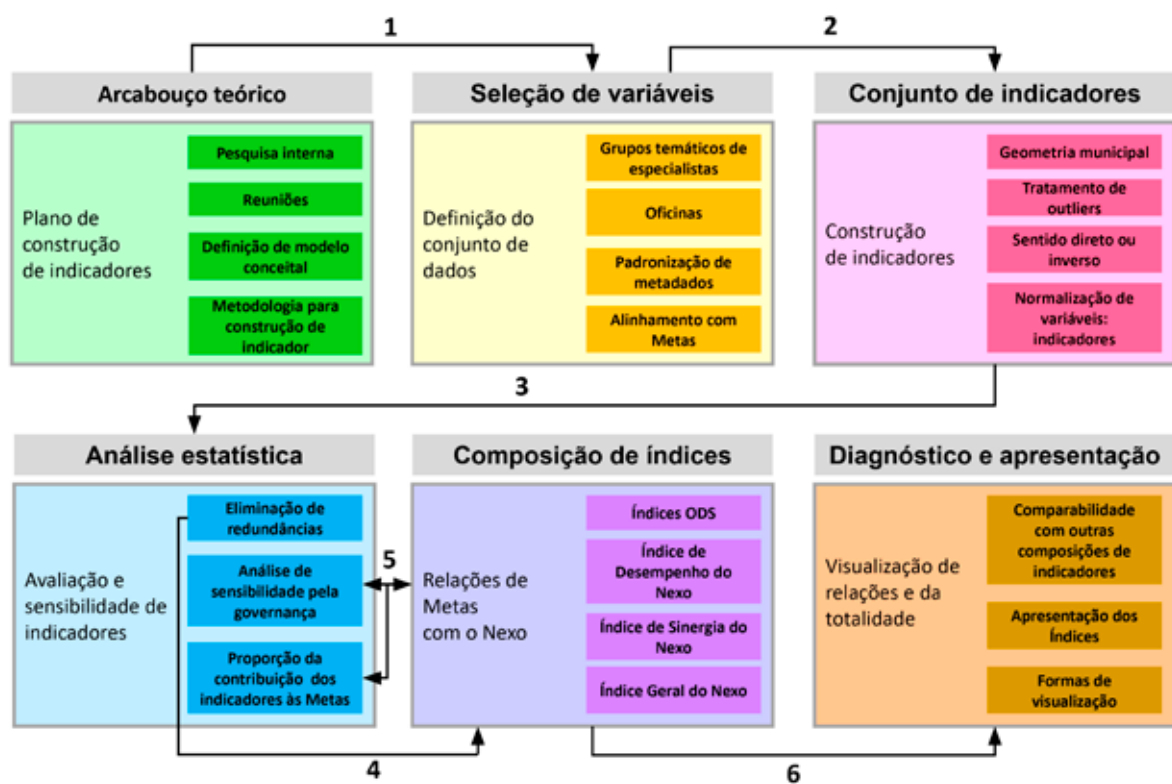 1
2
Arcabouço teórico
Plano de
construção
de indicadores
Pesquisa interna
Reuniões
Definição de modelo
conceital
Metodologia para
construção de
indicador
Seleção de variáveis
Definição do
conjunto de
dados
Grupos temáticos de
especialistas
Oficinas
Padronização de
metadados
Alinhamento com
Metas
Conjunto de indicadores
Construção
de indicadores
Geometria municipal
Tratamento de
outliers
Sentido direto ou
inverso
Normalização de
variáveis:
indicadores
3
Análise estatística
Avaliação e
sensibilidade de
indicadores
Eliminação de
redundâncias
Análise de
sensibilidade pela
governança
Proporção da
contribuição dos
indicadores às Metas
5
Composição de índices
Relações de
Metas
com o Nexo
Índices ODS
Índice de
Desempenho do
Nexo
Índice de Sinergia do
Nexo
Índice Geral do Nexo
Diagnóstico e apresentação
Visualização de
relações e da
totalidade
Comparabilidade
com outras
composições de
indicadores
Apresentação dos
Índices
Formas de
visualização
4
6